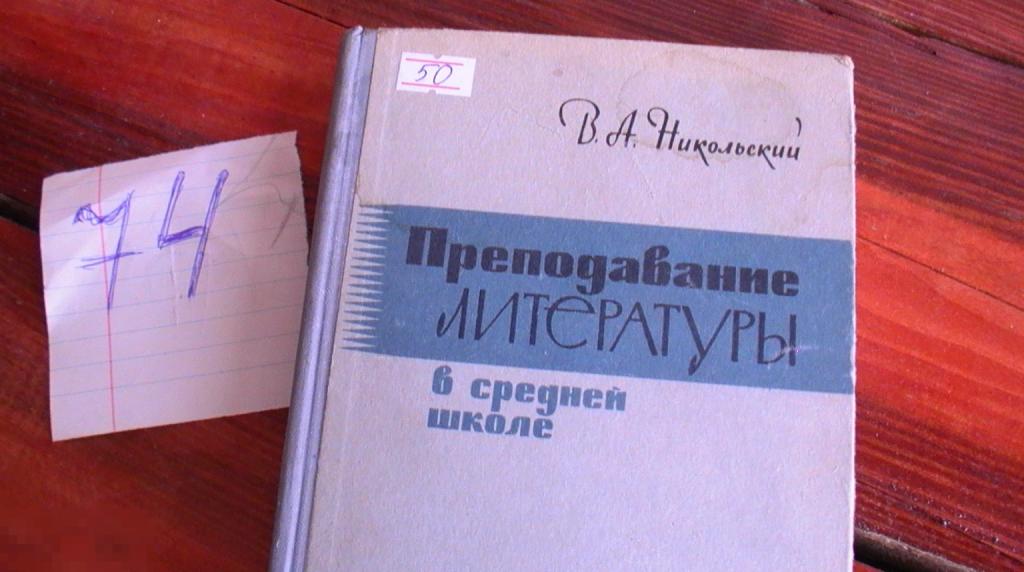 74
50
В. А. Никольский
Преподавание
ЛИТЕРАТУРЫ
в средней
школе